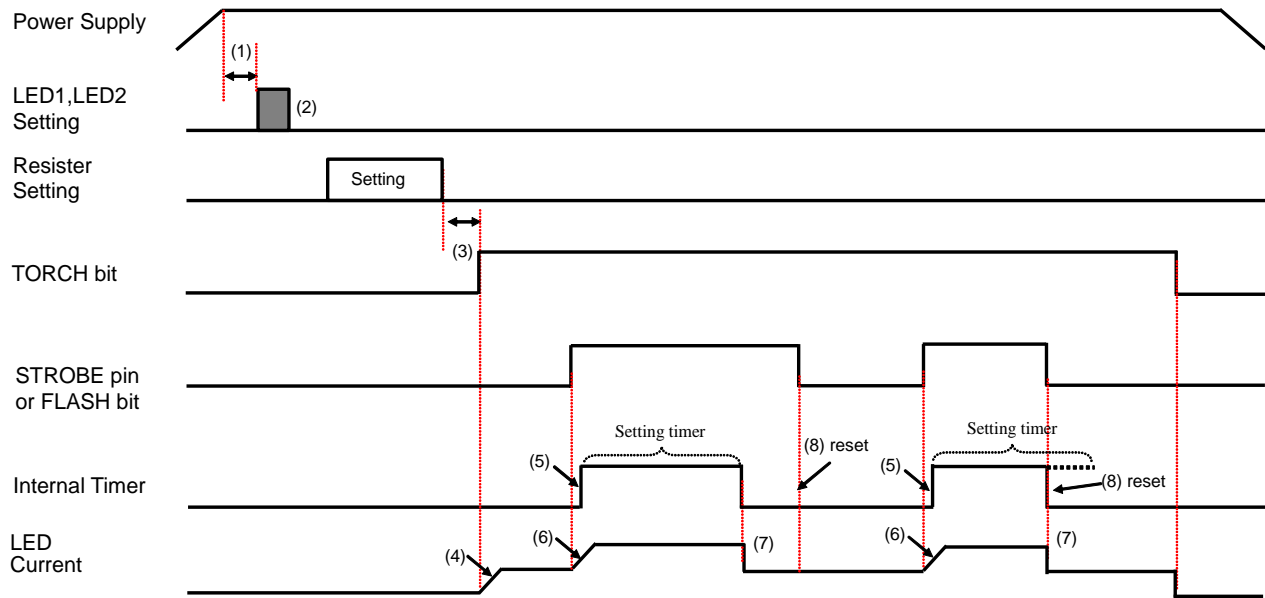 Power Supply
(1)
LED1,LED2
Setting
(2)
Resister
Setting
Setting
(3)
TORCH bit
STROBE pin
or FLASH bit
Setting timer
Setting timer
(5)
(8) reset
(5)
(8) reset
Internal Timer
LED
Current
(4)
(6)
(7)
(6)
(7)